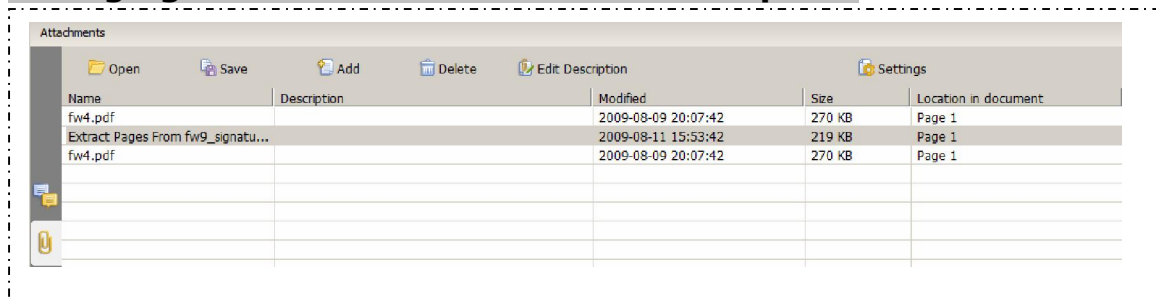 Attachments
Open Save Add Delete Edit Description Settings
Name Description Modified Size Location in document
fw4.pdf 2009-08-09 20:07:42 270 KB Page 1
Extract Pages From fw9_signatu... 2009-08-11 15:53:42 219 KB Page 1
fw4.pdf 2009-08-09 20:07:42 270 KB Page 1